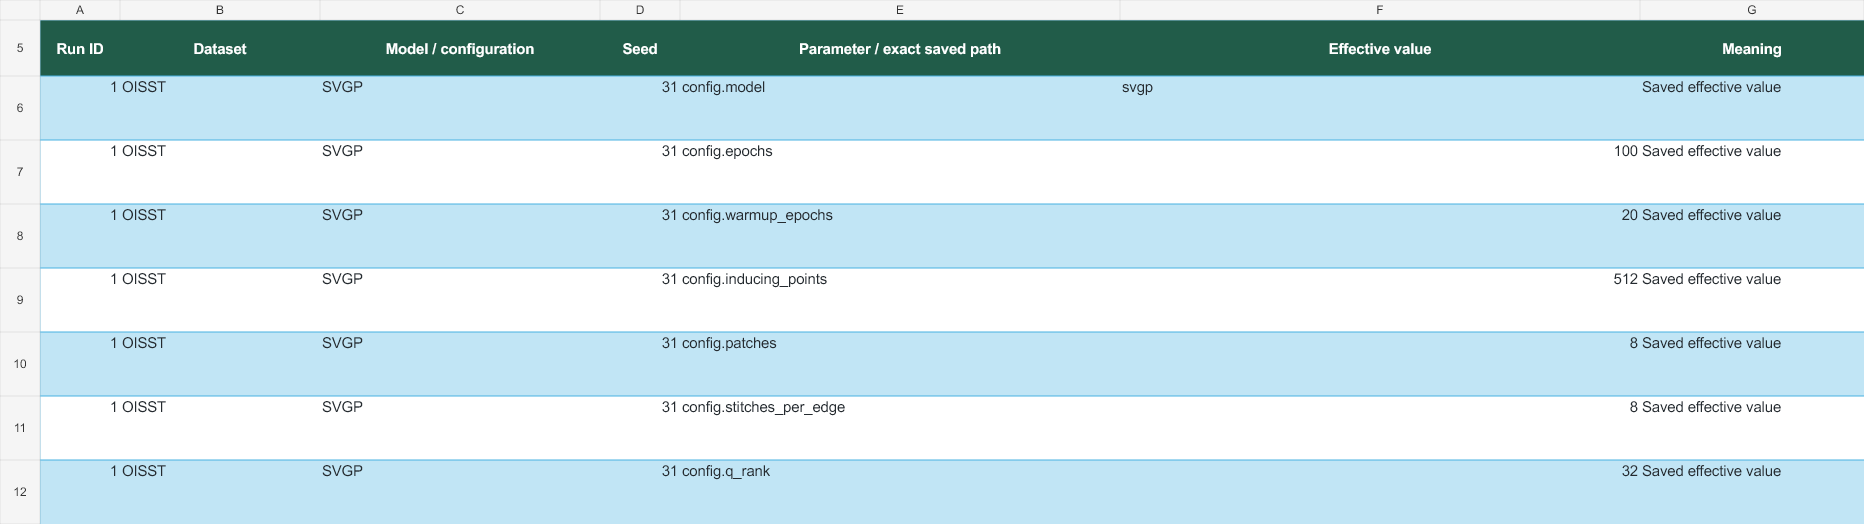 A B C D E F G
5 Run ID Dataset Model / configuration Seed Parameter / exact saved path Effective value Meaning
6 1 OISST SVGP 31 config.model svgp Saved effective value
7 1 OISST SVGP 31 config.epochs 100 Saved effective value
8 1 OISST SVGP 31 config.warmup_epochs 20 Saved effective value
9 1 OISST SVGP 31 config.inducing_points 512 Saved effective value
10 1 OISST SVGP 31 config.patches 8 Saved effective value
11 1 OISST SVGP 31 config.stitches_per_edge 8 Saved effective value
12 1 OISST SVGP 31 config.q_rank 32 Saved effective value